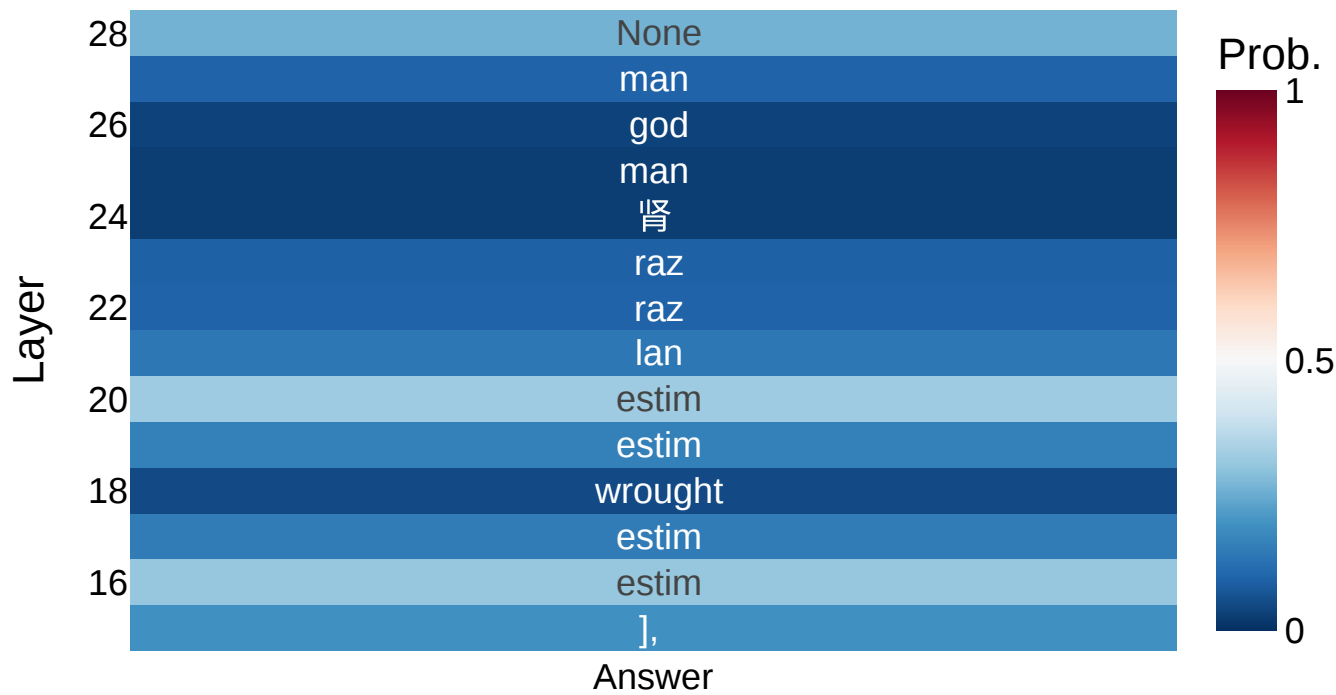 28 None
man
26 god
man
24 肾
raz
22 raz
lan
20 estim
estim
18 wrought
estim
16 estim
],
Answer
Layer
Prob.
1
0.5
0